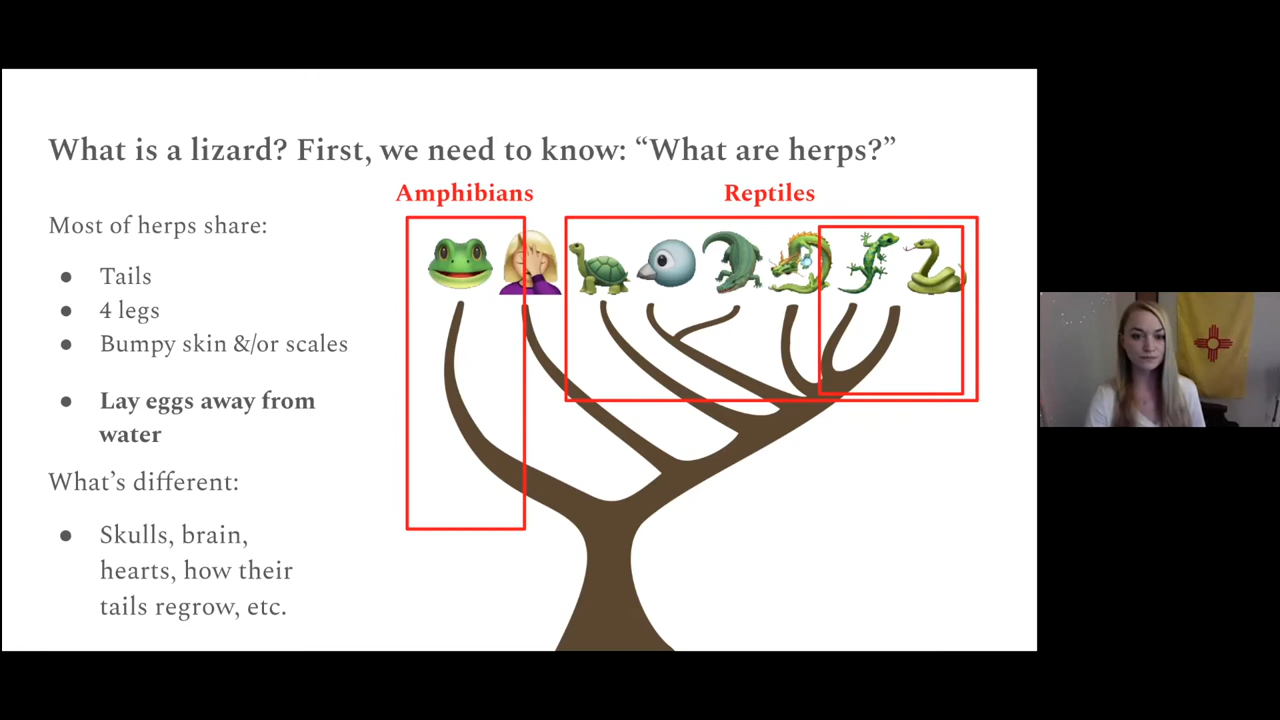 What is a lizard? First, we need to know: “What are herps?”
Amphibians
Reptiles
Most of herps share:
● Tails
● 4 legs
● Bumpy skin &/or scales
● Lay eggs away from
water
What’s different:
● Skulls, brain,
hearts, how their
tails regrow, etc.